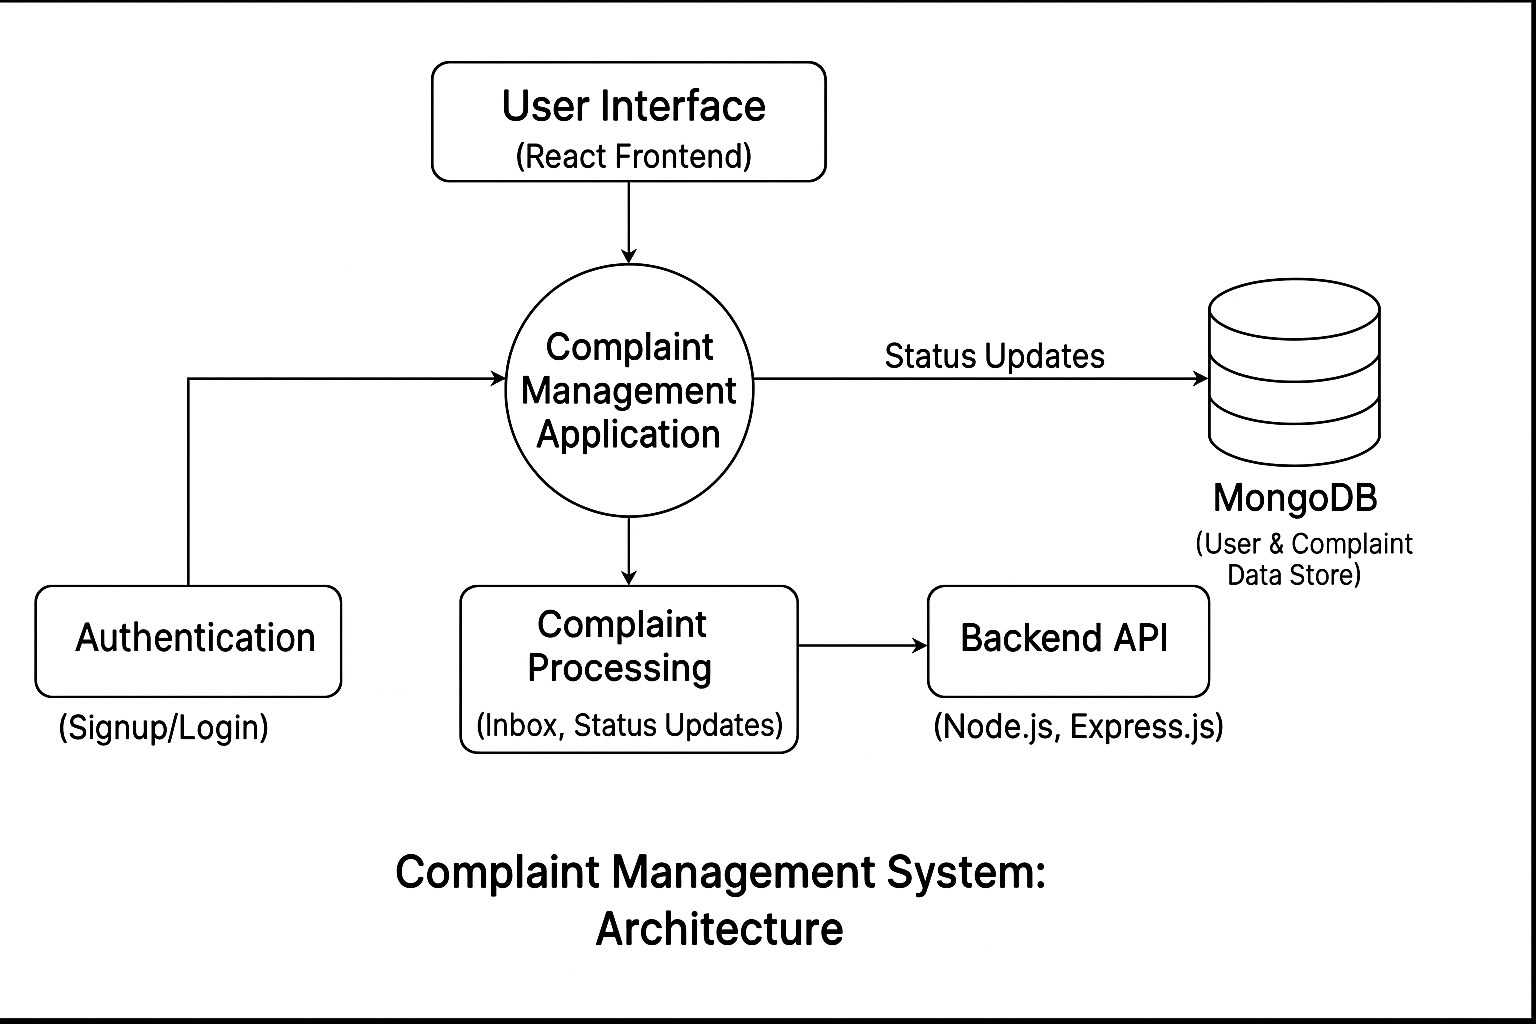 User Interface
(React Frontend)
Complaint
Management
Application
Status Updates
MongoDB
(User & Complaint
Data Store)
Authentication
(Signup/Login)
Complaint
Processing
(Inbox, Status Updates)
Backend API
(Node.js, Express.js)
Complaint Management System:
Architecture